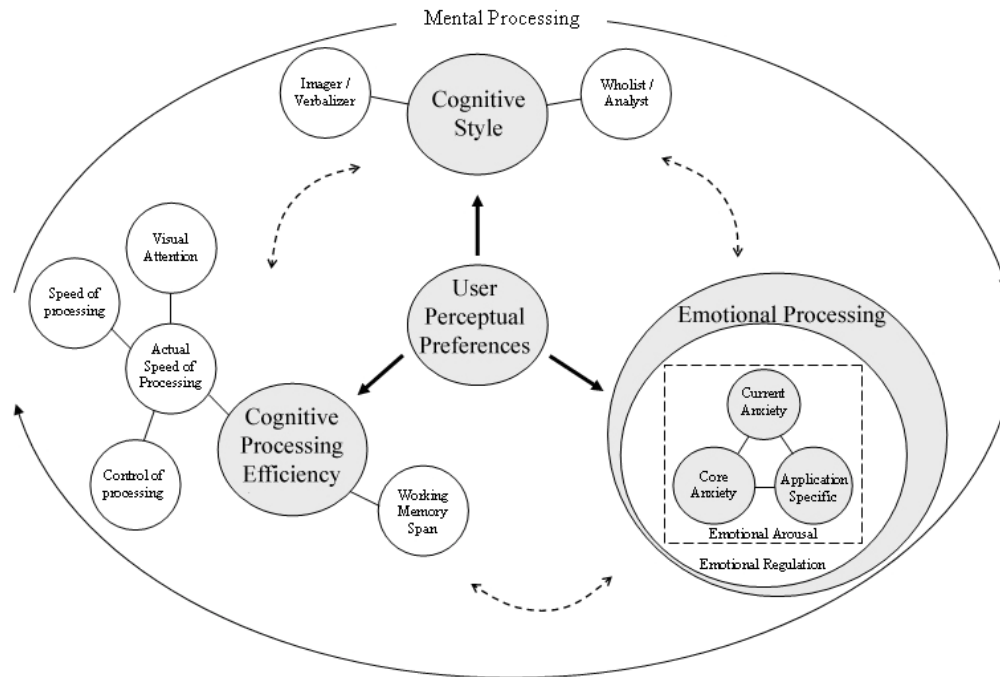 Mental Processing
Imager /
Verbalizer
Cognitive
Style
Wholist /
Analyst
Visual
Attention
Speed of
processing
Actual
Speed of
Processing
Control of
processing
Cognitive
Processing
Efficiency
Working
Memory
Span
User
Perceptual
Preferences
Emotional Processing
Current
Anxiety
Core
Anxiety
Application
Specific
Emotional Arousal
Emotional Regulation